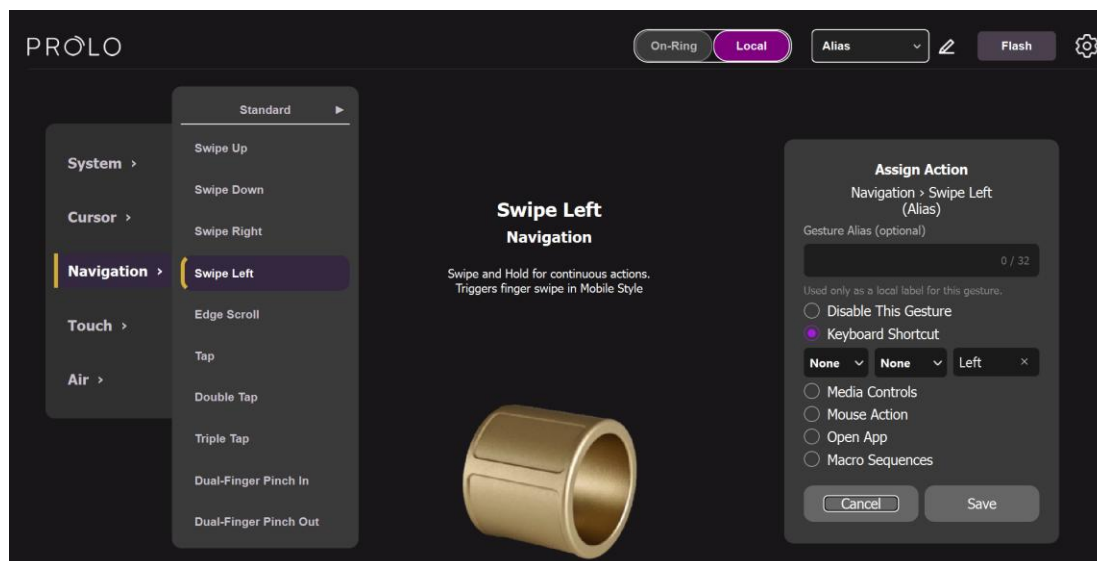 PROLO
On-Ring Local Alias Flash
Standard ▶
System ›
Cursor ›
Navigation ›
Touch ›
Air ›
Swipe Up
Swipe Down
Swipe Right
Swipe Left
Edge Scroll
Tap
Double Tap
Triple Tap
Dual-Finger Pinch In
Dual-Finger Pinch Out
Swipe Left
Navigation
Swipe and Hold for continuous actions.
Triggers finger swipe in Mobile Style
Assign Action
Navigation › Swipe Left
(Alias)
Gesture Alias (optional)
0 / 32
Used only as a local label for this gesture.
Disable This Gesture
Keyboard Shortcut
None None Left ×
Media Controls
Mouse Action
Open App
Macro Sequences
Cancel Save